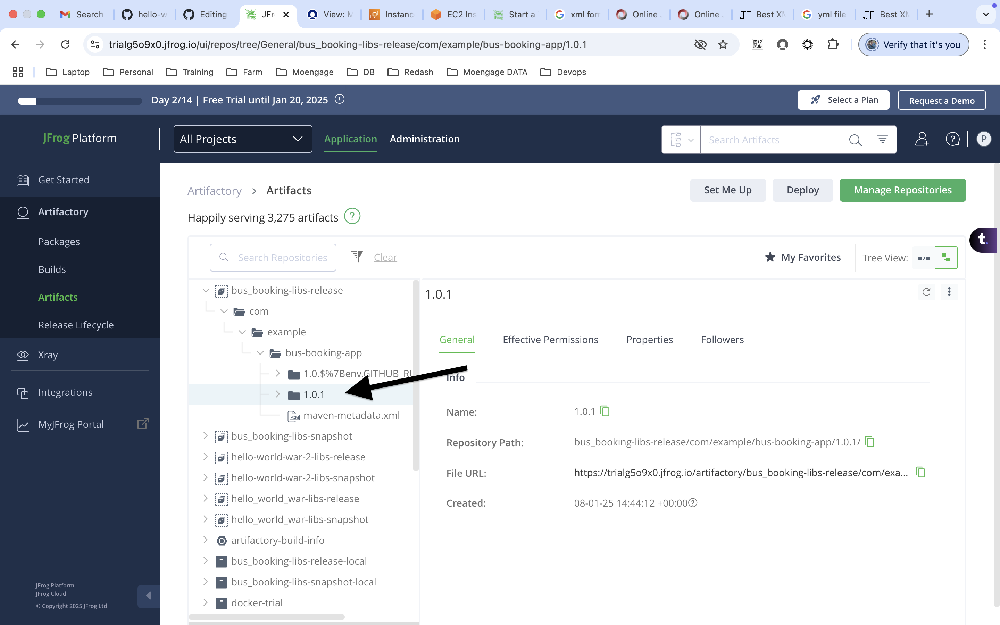 Search
hello-w
Editing
JFr
View: M
Instanc
EC2 Ins
Start a
xml for
Online
Online
JF Best XM
yml file
JF Best XM
trialg5o9x0.jfrog.io/ui/repos/tree/General/bus_booking-libs-release/com/example/bus-booking-app/1.0.1
Verify that it's you
Laptop
Personal
Training
Farm
Moengage
DB
Redash
Moengage DATA
Devops
Day 2/14 | Free Trial until Jan 20, 2025
Select a Plan
Request a Demo
JFrog Platform
All Projects
Application
Administration
Search Artifacts
P
Get Started
Artifactory
Packages
Builds
Artifacts
Release Lifecycle
Xray
Integrations
MyJFrog Portal
JFrog Platform
JFrog Cloud
© Copyright 2025 JFrog Ltd
Artifactory > Artifacts
Set Me Up
Deploy
Manage Repositories
Happily serving 3,275 artifacts
t.
Search Repositories
Clear
My Favorites
Tree View:
bus_booking-libs-release
com
example
bus-booking-app
1.0.$%7Benv.GITHUB_RU
1.0.1
POM maven-metadata.xml
bus_booking-libs-snapshot
hello-world-war-2-libs-release
hello-world-war-2-libs-snapshot
hello_world_war-libs-release
hello_world_war-libs-snapshot
artifactory-build-info
bus_booking-libs-release-local
bus_booking-libs-snapshot-local
docker-trial
1.0.1
General
Effective Permissions
Properties
Followers
Info
Name: 1.0.1
Repository Path: bus_booking-libs-release/com/example/bus-booking-app/1.0.1/
File URL: https://trialg5o9x0.jfrog.io/artifactory/bus_booking-libs-release/com/exa...
Created: 08-01-25 14:44:12 +00:00